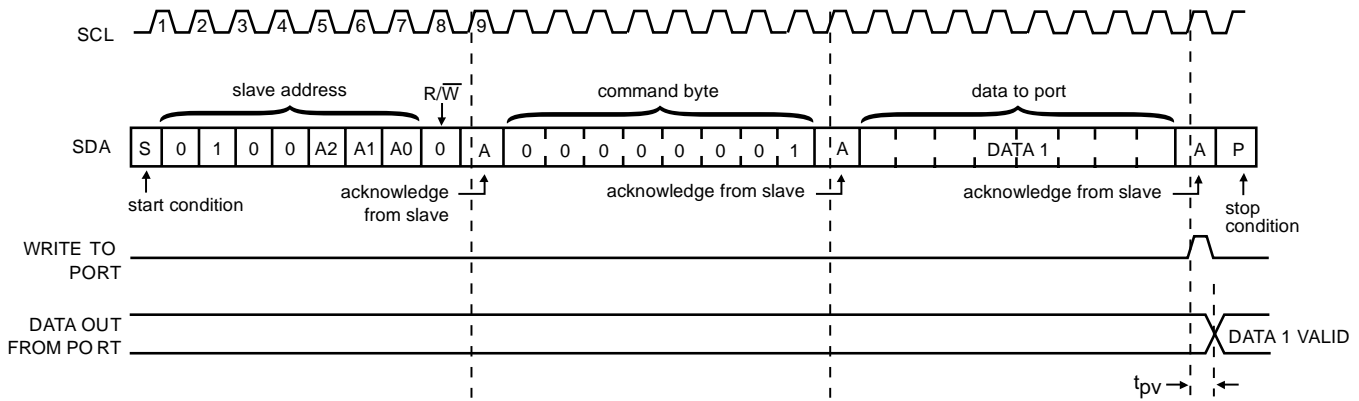 SCL 1 2 3 4 5 6 7 8 9
slave address R/W̅ command byte data to port
SDA S 0 1 0 0 A2 A1 A0 0 A 0 0 0 0 0 0 0 1 A DATA 1 A P
start condition
acknowledge
from slave
acknowledge from slave
acknowledge from slave
stop
condition
WRITE TO
PORT
DATA OUT
FROM PORT
DATA 1 VALID
tpv